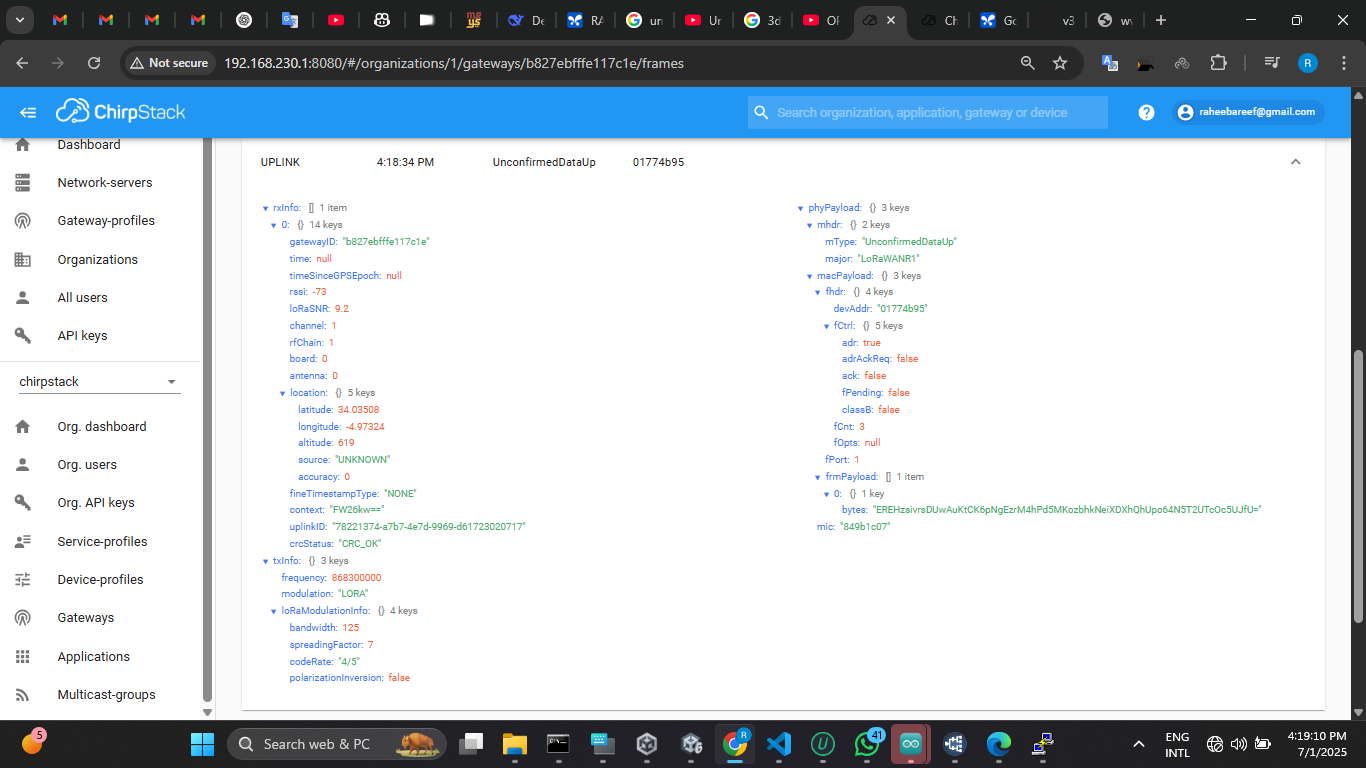 De
RA
un
Ur
3d
Of
Ch
Go
v3
Not secure
192.168.230.1:8080/#/organizations/1/gateways/b827ebfffe117c1e/frames
R
ChirpStack
Search organization, application, gateway or device
raheebareef@gmail.com
Dashboard
Network-servers
Gateway-profiles
Organizations
All users
API keys
chirpstack
Org. dashboard
Org. users
Org. API keys
Service-profiles
Device-profiles
Gateways
Applications
Multicast-groups
UPLINK 4:18:34 PM UnconfirmedDataUp 01774b95
rxInfo: [] 1 item
0: {} 14 keys
gatewayID: "b827ebfffe117c1e"
time: null
timeSinceGPSEpoch: null
rssi: -73
loRaSNR: 9.2
channel: 1
rfChain: 1
board: 0
antenna: 0
location: {} 5 keys
latitude: 34.03508
longitude: -4.97324
altitude: 619
source: "UNKNOWN"
accuracy: 0
fineTimestampType: "NONE"
context: "FW26kw=="
uplinkID: "78221374-a7b7-4e7d-9969-d61723020717"
crcStatus: "CRC_OK"
txInfo: {} 3 keys
frequency: 868300000
modulation: "LORA"
loRaModulationInfo: {} 4 keys
bandwidth: 125
spreadingFactor: 7
codeRate: "4/5"
polarizationInversion: false
phyPayload: {} 3 keys
mhdr: {} 2 keys
mType: "UnconfirmedDataUp"
major: "LoRaWANR1"
macPayload: {} 3 keys
fhdr: {} 4 keys
devAddr: "01774b95"
fCtrl: {} 5 keys
adr: true
adrAckReq: false
ack: false
fPending: false
classB: false
fCnt: 3
fOpts: null
fPort: 1
frmPayload: [] 1 item
0: {} 1 key
bytes: "EREHzsivrsDUwAuKtCK6pNgEzrM4hPd5MKozbhkNeiXDXhQhUpo64N5T2UTcOc5UJfU="
mic: "849b1c07"
5
Search web & PC
R
41
ENG
INTL
4:19:10 PM
7/1/2025